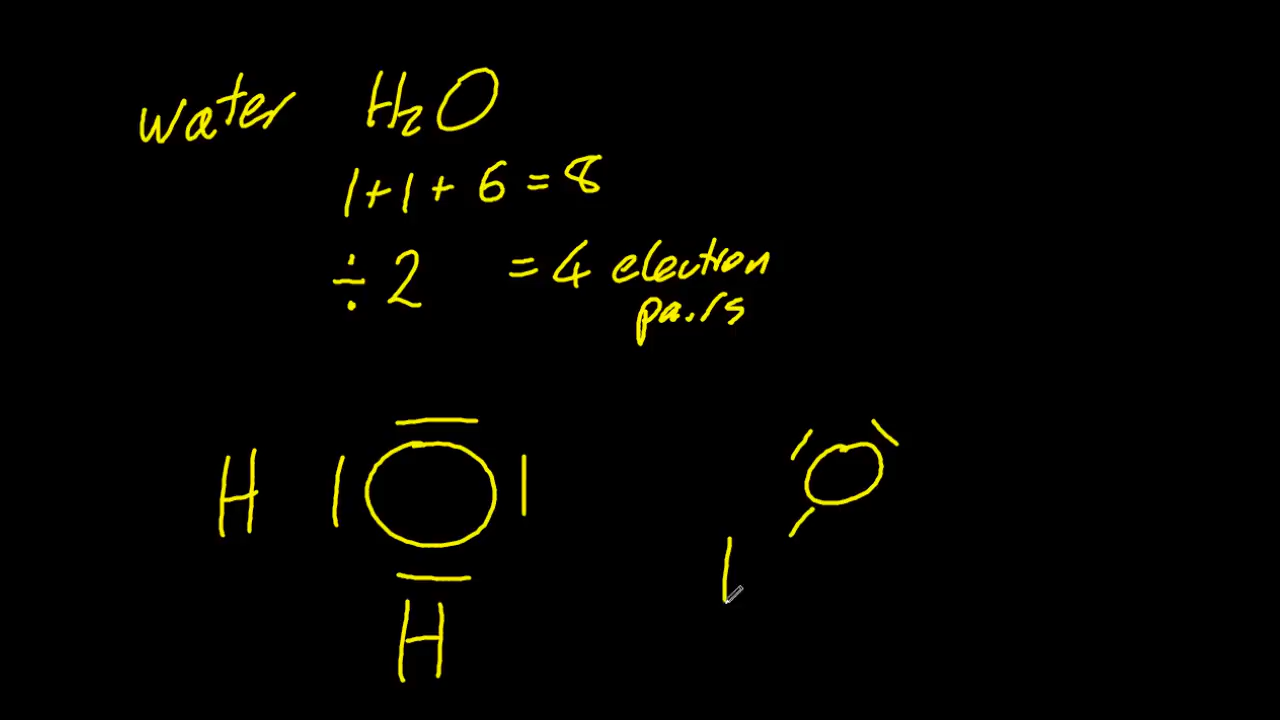 water H₂O
1+1+6=8
÷2 =4 electron
pairs
H O
H
O